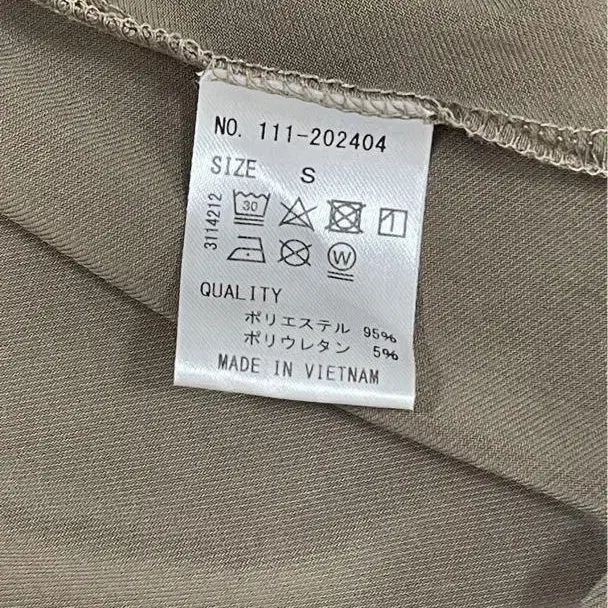 NO. 111-202404
SIZE S
3114212
30
W
QUALITY
ポリエステル 95%
ポリウレタン 5%
MADE IN VIETNAM